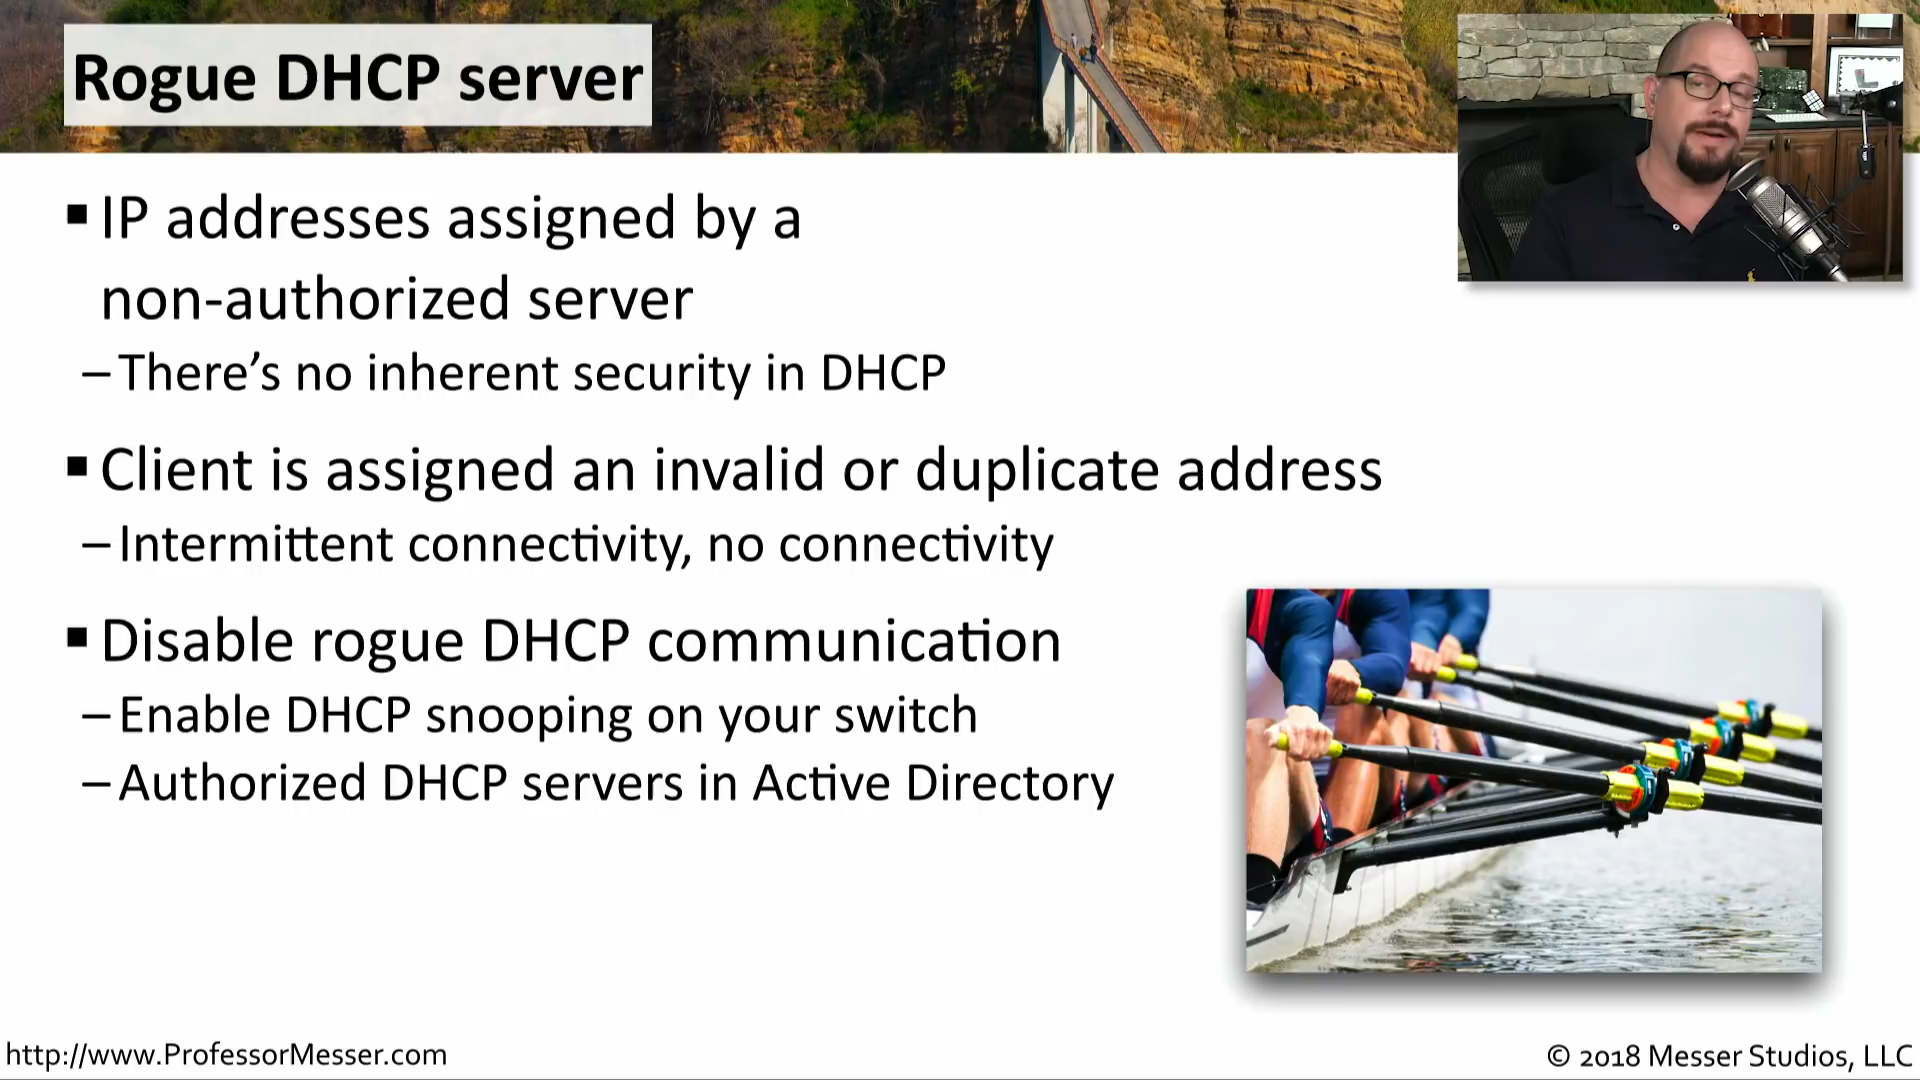 Rogue DHCP server
▪ IP addresses assigned by a
non-authorized server
– There’s no inherent security in DHCP
▪ Client is assigned an invalid or duplicate address
– Intermittent connectivity, no connectivity
▪ Disable rogue DHCP communication
– Enable DHCP snooping on your switch
– Authorized DHCP servers in Active Directory
http://www.ProfessorMesser.com
© 2018 Messer Studios, LLC